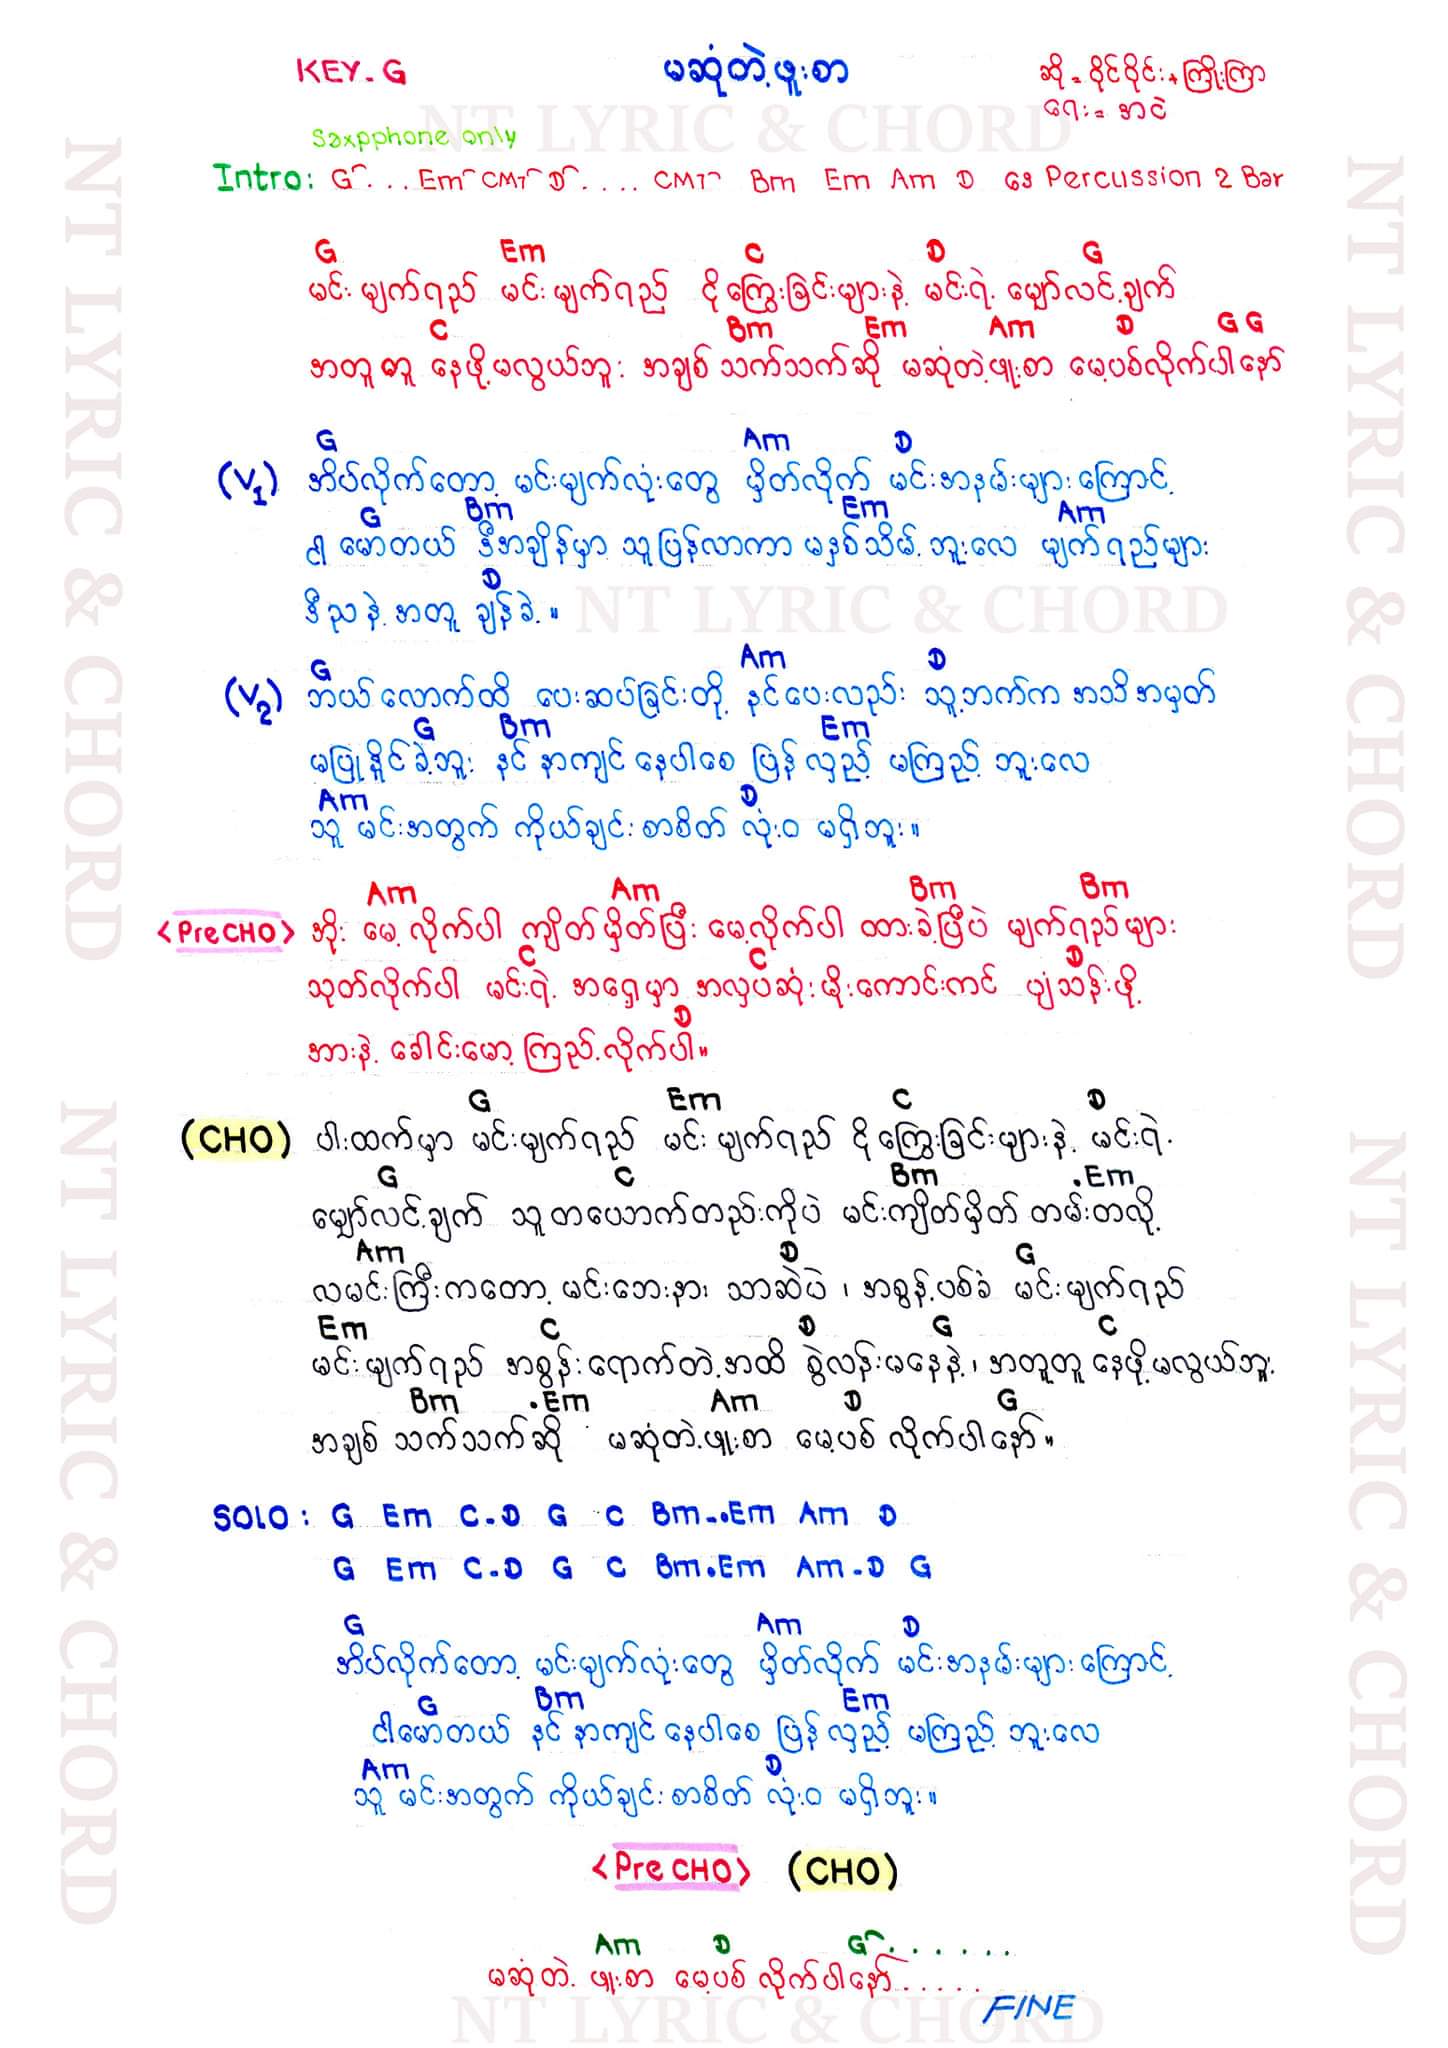 KEY-G မဆုံတဲ့ဖူးစာ ဆို = ဝိုင်ဝိုင်း + ကြိုးကြာ
ရေး = အငဲ
NT LYRIC & CHORD
Saxpphone only
Intro: G ... Em CM7 D .... CM7 Bm Em Am D G Percussion 2 Bar
G Em C D G
မင်း မျက်ရည် မင်း မျက်ရည် ငိုကြွေးခြင်းများနဲ့ မင်းရဲ့ မျှော်လင့်ချက်
C Bm Em Am D G G
အတူတူ နေဖို့မလွယ်ဘူး အချစ် သက်သက်ဆို မဆုံတဲ့ဖူးစာ မေ့ပစ်လိုက်ပါနော်
G Am D
(V1) အိပ်လိုက်တော့ မင်းမျက်လုံးတွေ မှိတ်လိုက် မင်းအနမ်းများကြောင့်
G Bm Em Am
ငါ မောတယ် ဒီအချိန်မှာ သူပြန်လာကာ မနှစ်သိမ့်ဘူးလေ မျက်ရည်များ
D
ဒီညနဲ့အတူ ချန်ခဲ့။
NT LYRIC & CHORD
G Am D
(V2) ဘယ်လောက်ထိ ပေးဆပ်ခြင်းတို့ နင်ပေးလည်း သူ့ဘက်က အသိအမှတ်
G Bm Em
မပြုနိုင်ခဲ့ဘူး နင် နာကျင်နေပါစေ ပြန်လှည့် မကြည့်ဘူးလေ
Am D
သူ မင်းအတွက် ကိုယ်ချင်းစာစိတ် လုံးဝ မရှိဘူး။
Am Am Bm Bm
<Pre CHO> အိုး မေ့လိုက်ပါ ကျိတ်မှိတ်ပြီး မေ့လိုက်ပါ ထားခဲ့ပြီပဲ မျက်ရည်များ
C C D
သုတ်လိုက်ပါ မင်းရဲ့ အရှေ့မှာ အလှပဆုံးမိုးကောင်းကင် ပျံသန်းဖို့
D
အားနဲ့ ခေါင်းမော့ကြည့်လိုက်ပါ။
G Em C D
(CHO) ပါးထက်မှာ မင်းမျက်ရည် မင်း မျက်ရည် ငိုကြွေးခြင်းများနဲ့ မင်းရဲ့
G C Bm .Em
မျှော်လင့်ချက် သူတယောက်တည်းကိုပဲ မင်းကျိတ်မှိတ် တမ်းတလို့
Am D G
လမင်းကြီးကတော့ မင်းဘေးနား သာဆဲပဲ ၊ အစွန့်ပစ်ခံ မင်းမျက်ရည်
Em C D G C
မင်းမျက်ရည် အစွန်းရောက်တဲ့အထိ စွဲလန်းမနေနဲ့ ၊ အတူတူ နေဖို့မလွယ်ဘူး
Bm .Em Am D G
အချစ် သက်သက်ဆို မဆုံတဲ့ဖူးစာ မေ့ပစ် လိုက်ပါနော်။
SOLO : G Em C-D G C Bm-.Em Am D
G Em C-D G C Bm.Em Am-D G
G Am D
အိပ်လိုက်တော့ မင်းမျက်လုံးတွေ မှိတ်လိုက် မင်းအနမ်းများကြောင့်
G Bm Em
ငါမောတယ် နင် နာကျင်နေပါစေ ပြန်လှည့် မကြည့်ဘူးလေ
Am D
သူ မင်းအတွက် ကိုယ်ချင်းစာစိတ် လုံးဝ မရှိဘူး။
<Pre CHO> (CHO)
Am D G ......
မဆုံတဲ့ ဖူးစာ မေ့ပစ် လိုက်ပါနော် .....
FINE
NT LYRIC & CHORD
NT LYRIC & CHORD
NT LYRIC & CHORD
NT LYRIC & CHORD
NT LYRIC & CHORD